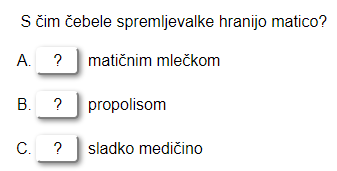 S čim čebele spremljevalke hranijo matico?
A. ? matičnim mlečkom
B. ? propolisom
C. ? sladko medičino